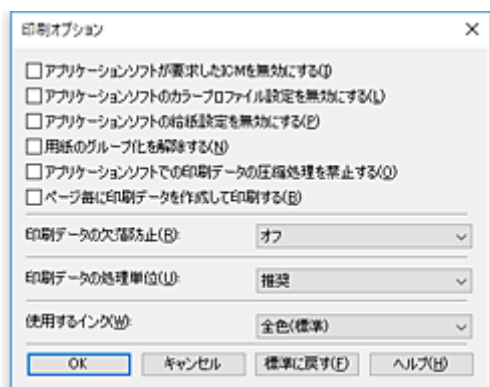 印刷オプション
アプリケーションソフトが要求したICMを無効にする(I)
アプリケーションソフトのカラープロファイル設定を無効にする(L)
アプリケーションソフトの給紙設定を無効にする(P)
用紙のグループ化を解除する(N)
アプリケーションソフトでの印刷データの圧縮処理を禁止する(O)
ページ毎に印刷データを作成して印刷する(B)
印刷データの欠落防止(R): オフ
印刷データの処理単位(U): 推奨
使用するインク(W): 全色(標準)
OK キャンセル 標準に戻す(F) ヘルプ(H)